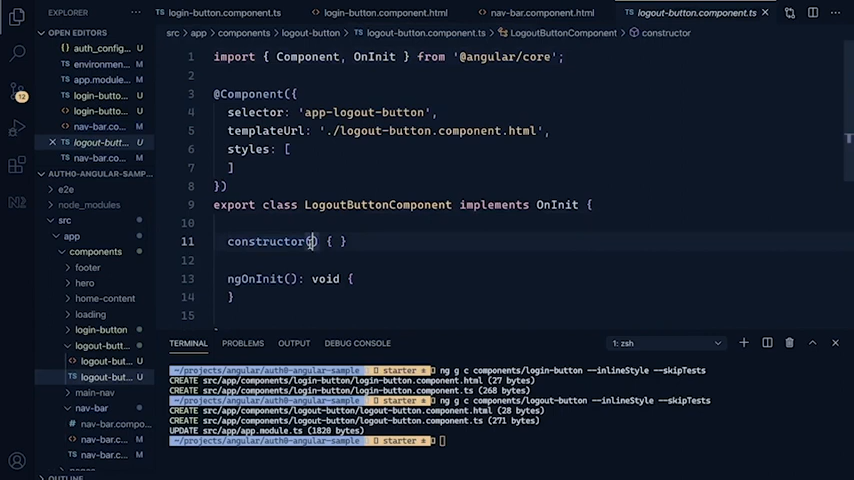 login-button.component.ts
login-button.component.html
nav-bar.component.html
logout-button.component.ts
src > app > components > logout-button > logout-button.component.ts > LogoutButtonComponent > constructor
OPEN EDITORS
auth_config... U
environmen... M
app.module... M
login-butto... U
login-butto... U
nav-bar.co... M
logout-butt... U
nav-bar.co... M
AUTH0-ANGULAR-SAMP...
e2e
node_modules
src
app
components
footer
hero
home-content
loading
login-button
logout-butt...
logout-but... U
logout-but... U
main-nav
nav-bar
nav-bar.compo...
nav-bar.c... M
nav-bar.c... M
OUTLINE
12
1 import { Component, OnInit } from '@angular/core';
2
3 @Component({
4 selector: 'app-logout-button',
5 templateUrl: './logout-button.component.html',
6 styles: [
7 ]
8 })
9 export class LogoutButtonComponent implements OnInit {
10
11 constructor() { }
12
13 ngOnInit(): void {
14 }
15
TERMINAL PROBLEMS OUTPUT DEBUG CONSOLE 1: zsh
~/projects/angular/auth0-angular-sample starter ± ng g c components/login-button --inlineStyle --skipTests
CREATE src/app/components/login-button/login-button.component.html (27 bytes)
CREATE src/app/components/login-button/login-button.component.ts (268 bytes)
~/projects/angular/auth0-angular-sample starter ± ng g c components/logout-button --inlineStyle --skipTests
CREATE src/app/components/logout-button/logout-button.component.html (28 bytes)
CREATE src/app/components/logout-button/logout-button.component.ts (271 bytes)
UPDATE src/app/app.module.ts (1820 bytes)
~/projects/angular/auth0-angular-sample starter ±